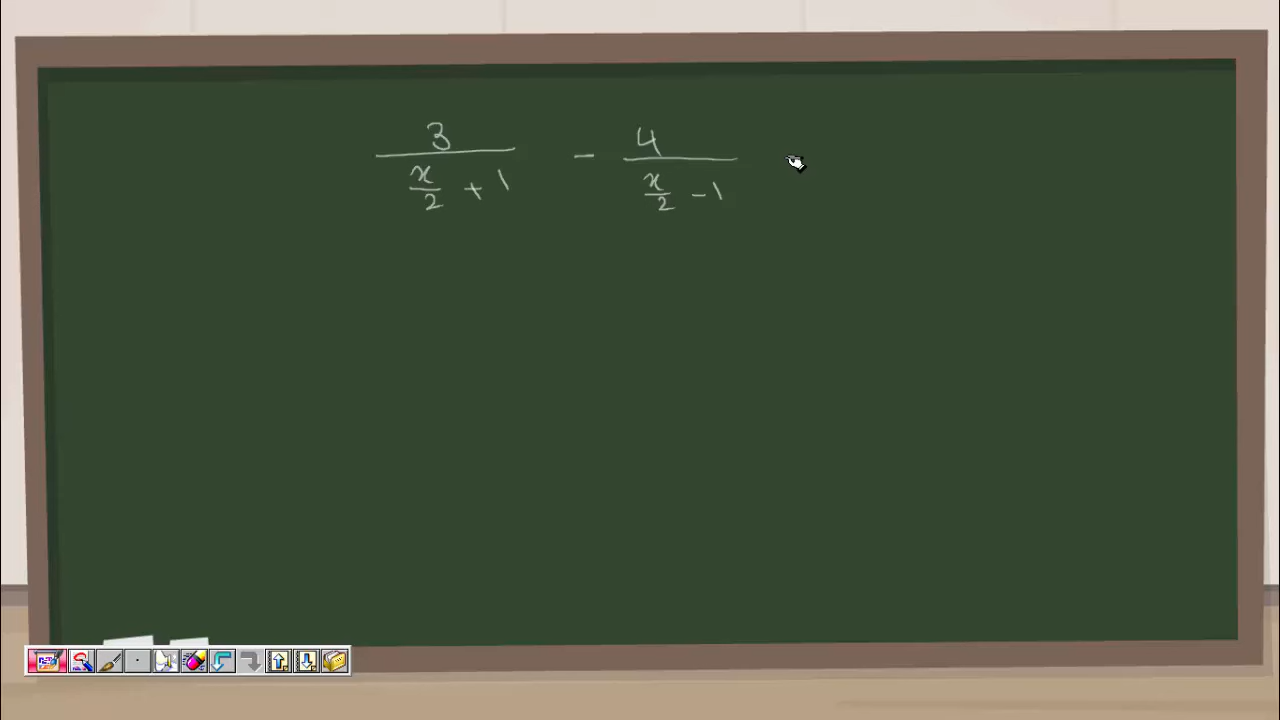 3/(x/2 + 1) - 4/(x/2 - 1)